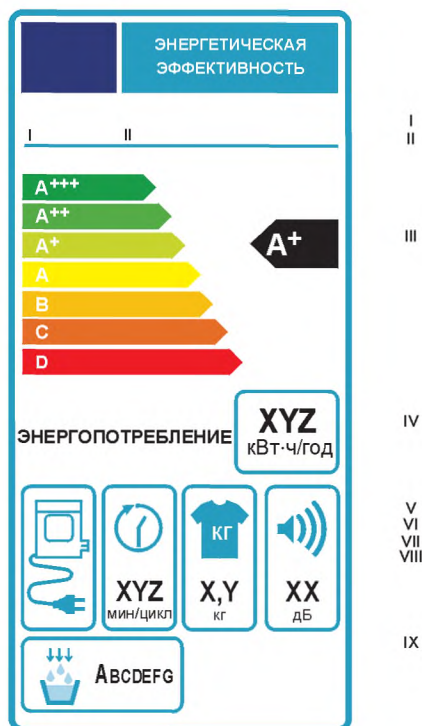 ЭНЕРГЕТИЧЕСКАЯ
ЭФФЕКТИВНОСТЬ
I II
I
II
A+++
A++
A+
A
B
C
D
A+
III
ЭНЕРГОПОТРЕБЛЕНИЕ
XYZ
кВт·ч/год
IV
XYZ
мин/цикл
кг
X,Y
кг
XX
дБ
V
VI
VII
VIII
ABCDEFG
IX